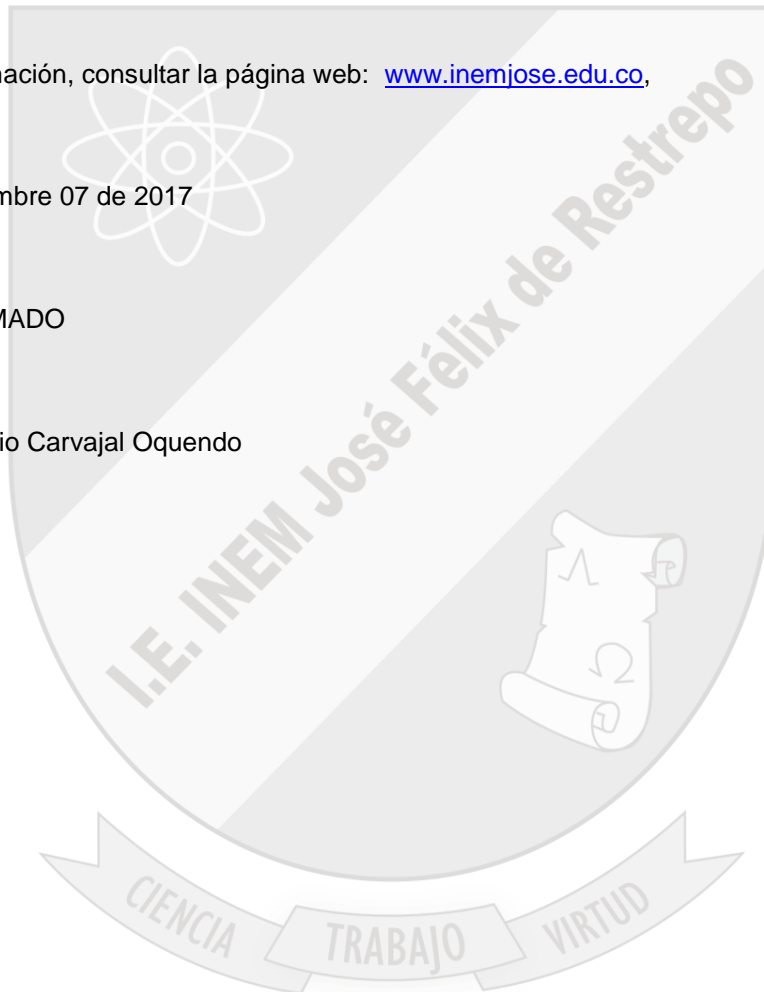 nación, consultar la página web: www.inemjose.edu.co,
mbre 07 de 2017
MADO
io Carvajal Oquendo
I.E. INEM José Félix de Restrepo
CIENCIA TRABAJO VIRTUD